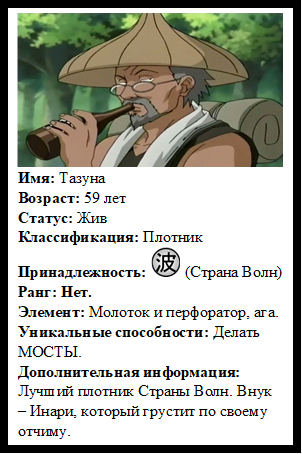 Имя: Тазуна
Возраст: 59 лет
Статус: Жив
Классификация: Плотник
Принадлежность: 波 (Страна Волн)
Ранг: Нет.
Элемент: Молоток и перфоратор, ага.
Уникальные способности: Делать
МОСТЫ.
Дополнительная информация:
Лучший плотник Страны Волн. Внук
– Инари, который грустит по своему
отчиму.